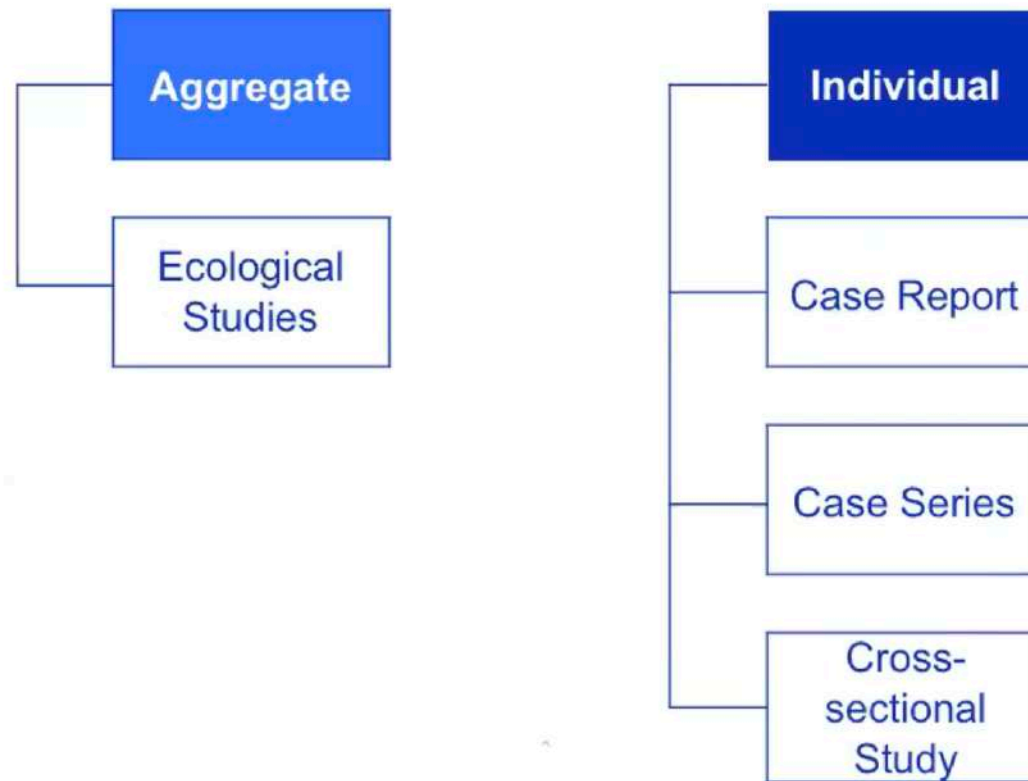 Aggregate
Ecological
Studies
Individual
Case Report
Case Series
Cross-
sectional
Study